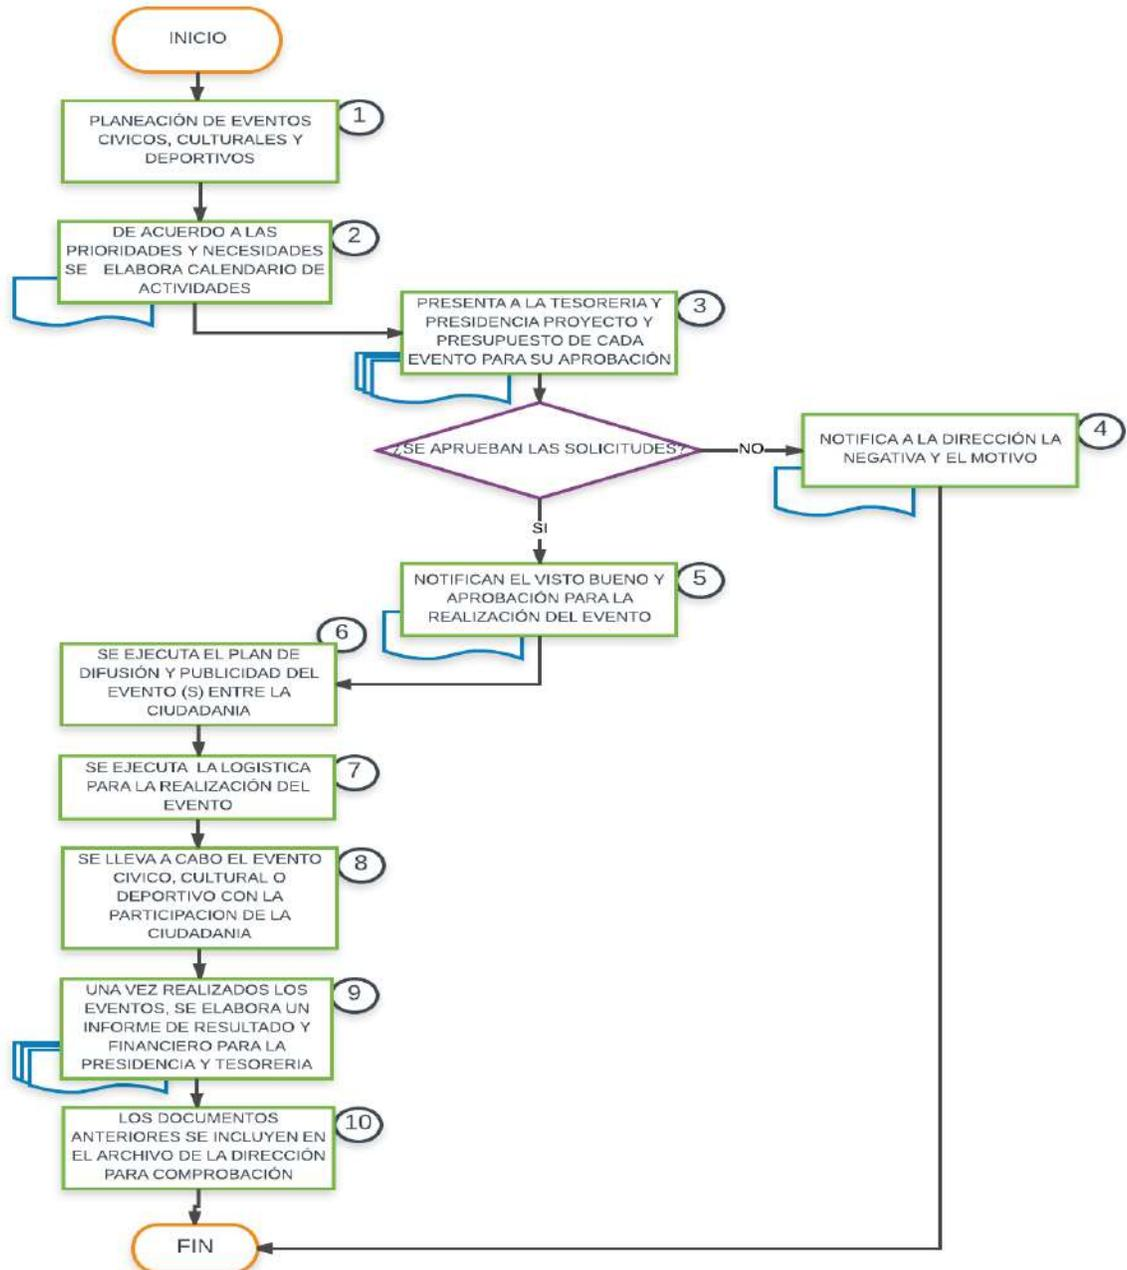 INICIO
1
PLANEACIÓN DE EVENTOS
CIVICOS, CULTURALES Y
DEPORTIVOS
2
DE ACUERDO A LAS
PRIORIDADES Y NECESIDADES
SE ELABORA CALENDARIO DE
ACTIVIDADES
3
PRESENTA A LA TESORERIA Y
PRESIDENCIA PROYECTO Y
PRESUPUESTO DE CADA
EVENTO PARA SU APROBACIÓN
¿SE APRUEBAN LAS SOLICITUDES?
NO
4
NOTIFICA A LA DIRECCIÓN LA
NEGATIVA Y EL MOTIVO
SI
5
NOTIFICAN EL VISTO BUENO Y
APROBACIÓN PARA LA
REALIZACIÓN DEL EVENTO
6
SE EJECUTA EL PLAN DE
DIFUSIÓN Y PUBLICIDAD DEL
EVENTO (S) ENTRE LA
CIUDADANIA
7
SE EJECUTA LA LOGISTICA
PARA LA REALIZACIÓN DEL
EVENTO
8
SE LLEVA A CABO EL EVENTO
CIVICO, CULTURAL O
DEPORTIVO CON LA
PARTICIPACION DE LA
CIUDADANIA
9
UNA VEZ REALIZADOS LOS
EVENTOS, SE ELABORA UN
INFORME DE RESULTADO Y
FINANCIERO PARA LA
PRESIDENCIA Y TESORERIA
10
LOS DOCUMENTOS
ANTERIORES SE INCLUYEN EN
EL ARCHIVO DE LA DIRECCIÓN
PARA COMPROBACIÓN
FIN